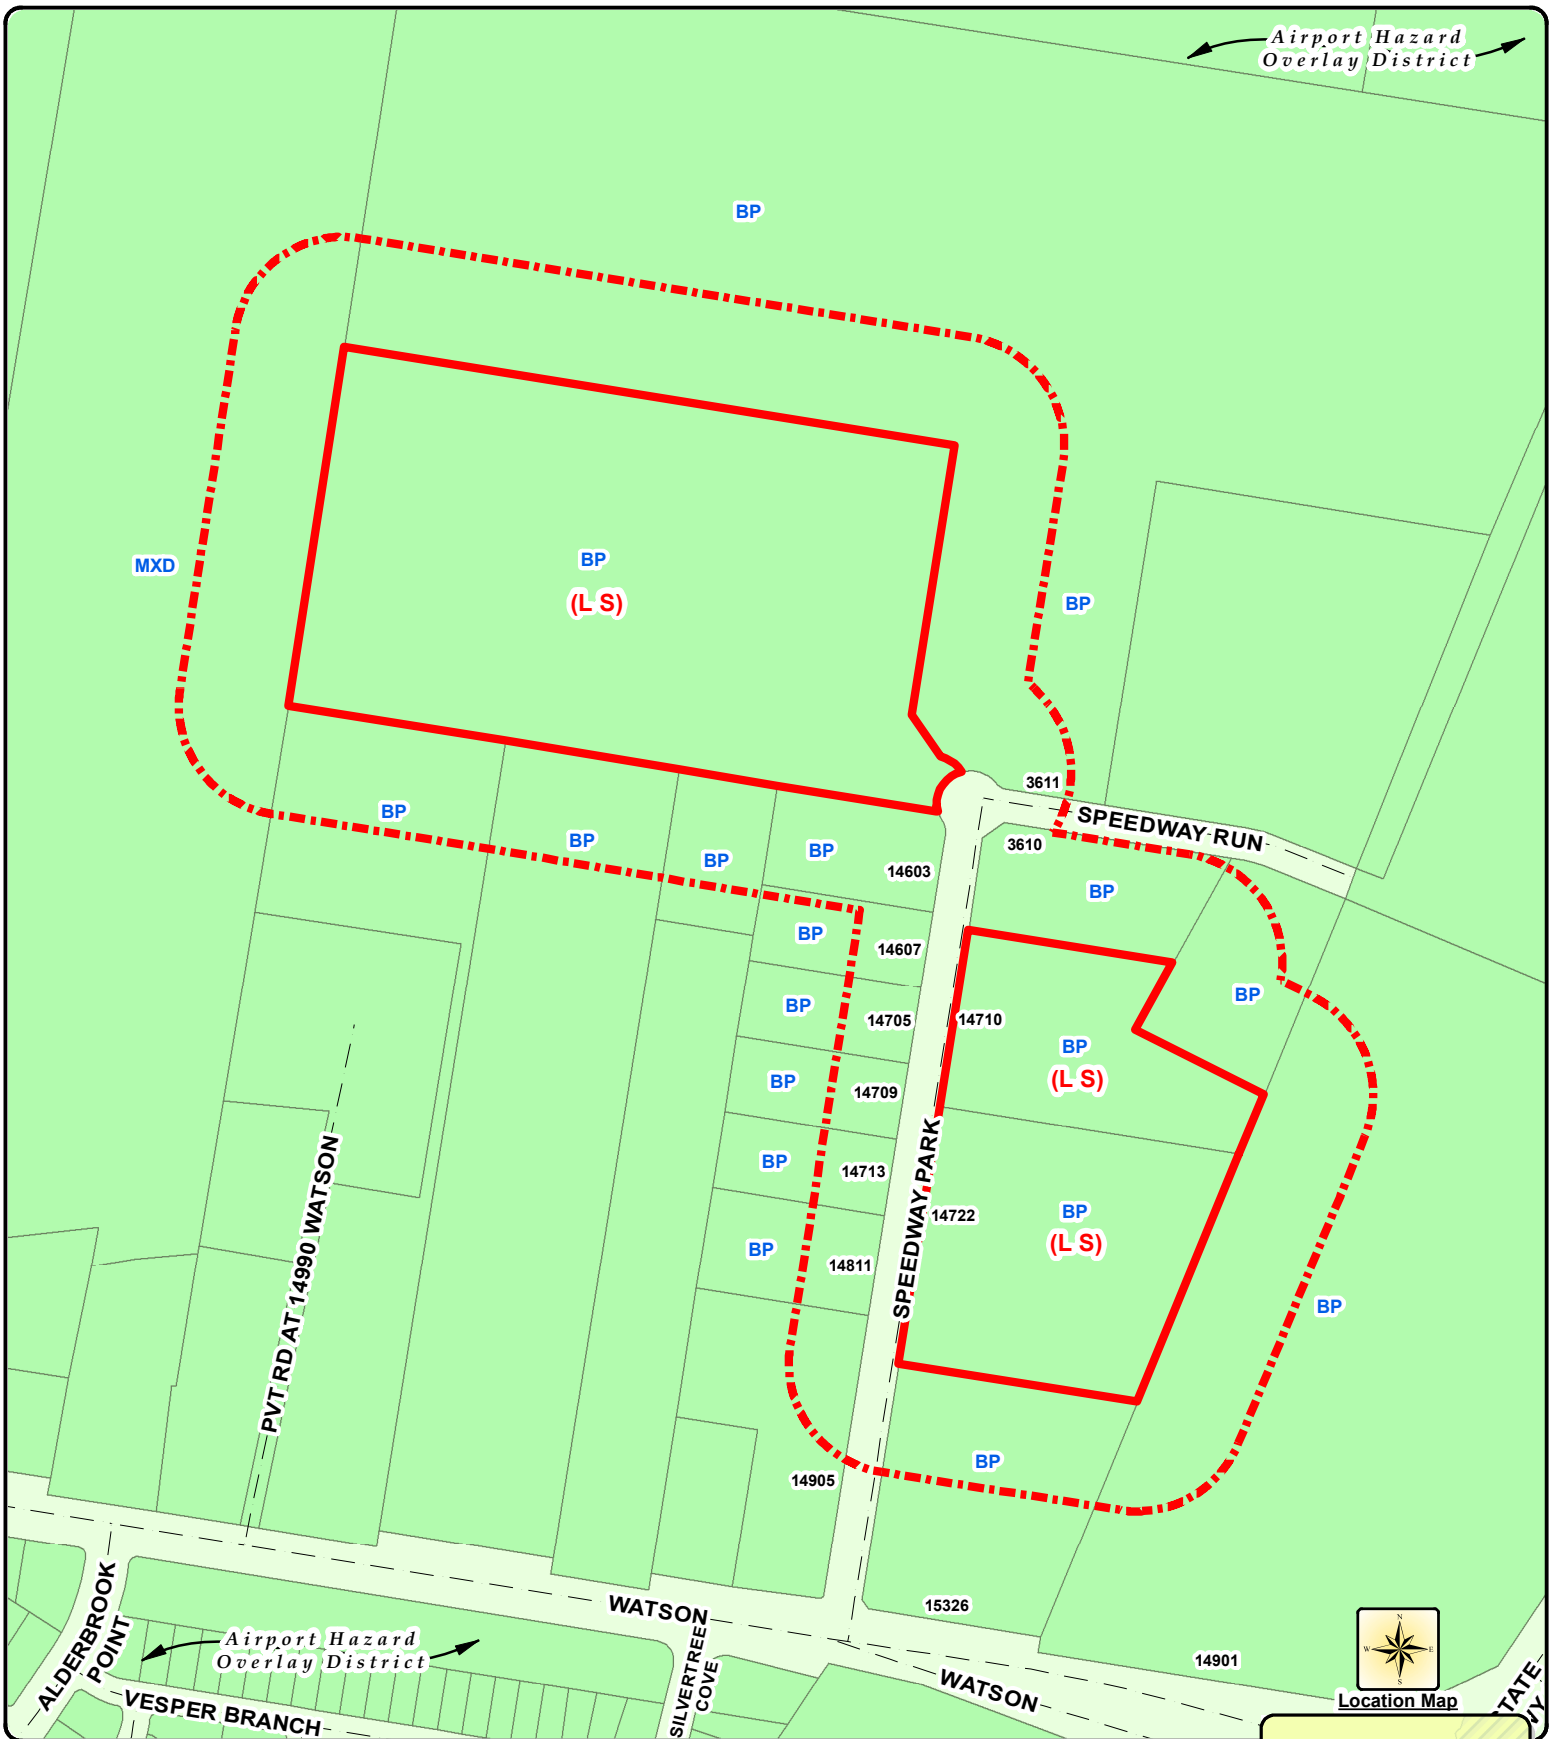 Airport Hazard
Overlay District
BP
MXD
BP
(L S)
BP
3611
SPEEDWAY RUN
BP
BP
BP
BP
14603
3610
BP
BP
14607
BP
BP
14705
14710
BP
(L S)
BP
14709
BP
14713
SPEEDWAY PARK
14722
BP
(L S)
BP
14811
BP
PVT RD AT 14990 WATSON
BP
14905
WATSON
15326
Airport Hazard
Overlay District
ALDERBROOK
POINT
VESPER BRANCH
SILVERTREE
COVE
WATSON
14901
N
W
E
S
Location Map